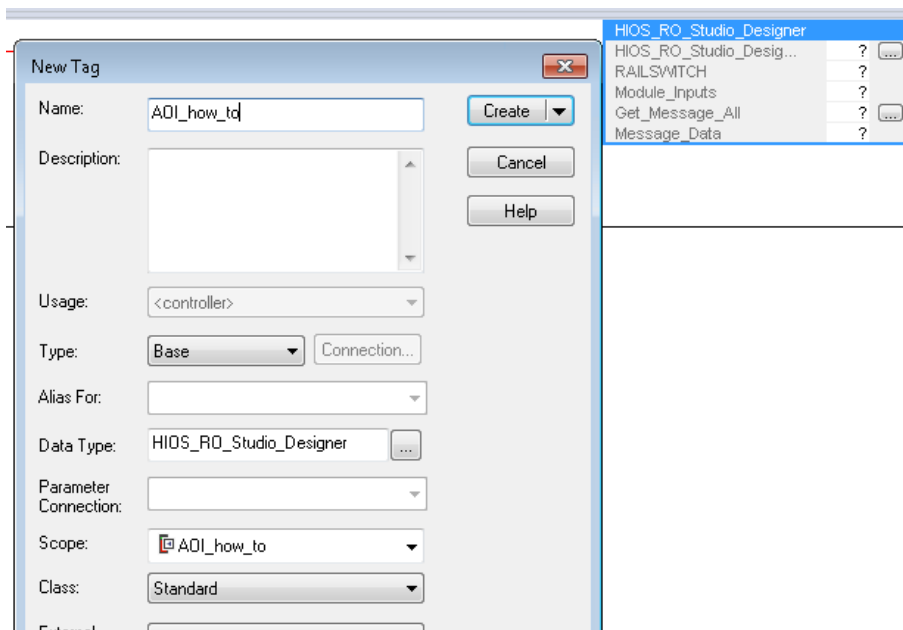 New Tag
Name:
AOI_how_to
Create
Description:
Cancel
Help
Usage:
<controller>
Type:
Base
Connection...
Alias For:
Data Type:
HIOS_RO_Studio_Designer
...
Parameter
Connection:
Scope:
AOI_how_to
Class:
Standard
HIOS_RO_Studio_Designer
HIOS_RO_Studio_Desig... ? ...
RAILSWITCH ?
Module_Inputs ?
Get_Message_All ? ...
Message_Data ?